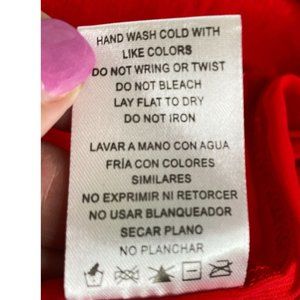 HAND WASH COLD WITH
LIKE COLORS
DO NOT WRING OR TWIST
DO NOT BLEACH
LAY FLAT TO DRY
DO NOT IRON
LAVAR A MANO CON AGUA
FRÍA CON COLORES
SIMILARES
NO EXPRIMIR NI RETORCER
NO USAR BLANQUEADOR
SECAR PLANO
NO PLANCHAR